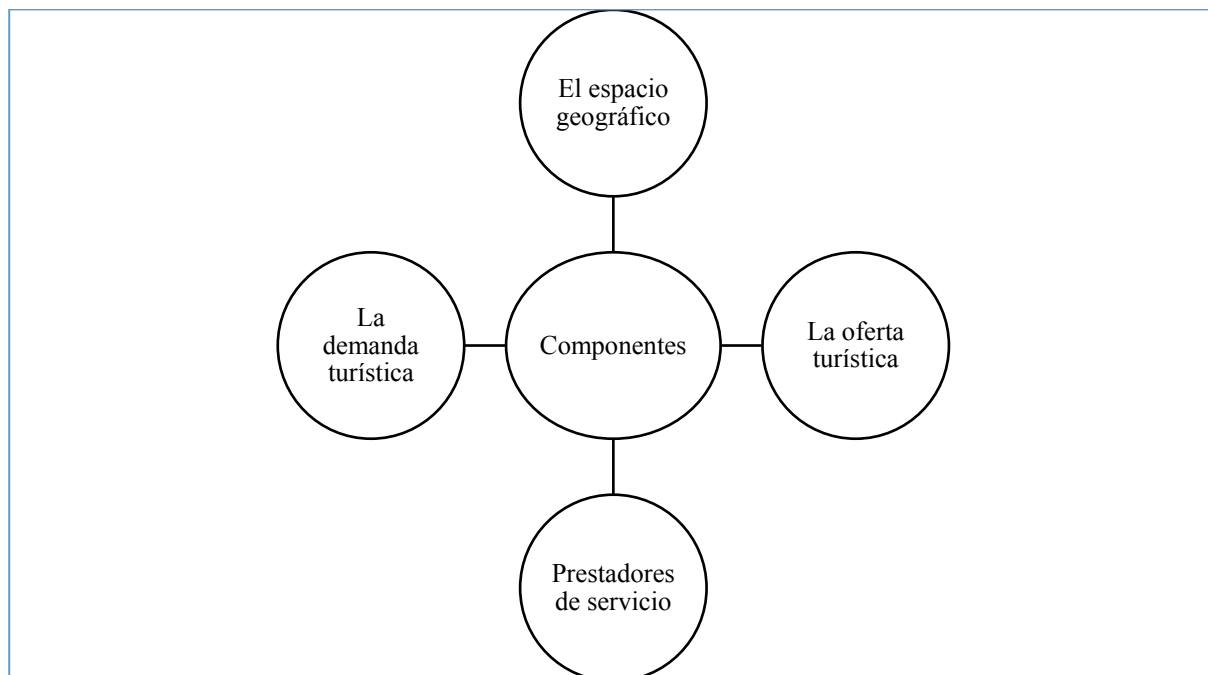 El espacio
geográfico
La
demanda
turística
Componentes
La oferta
turística
Prestadores
de servicio